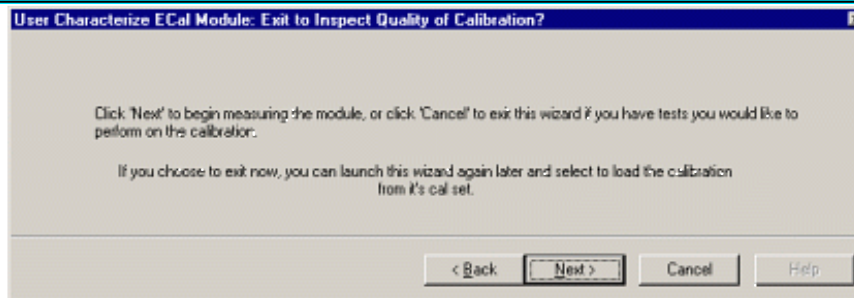 User Characterize ECal Module: Exit to Inspect Quality of Calibration?
Click 'Next' to begin measuring the module, or click 'Cancel' to exit this wizard if you have tests you would like to
perform on the calibration.
If you choose to exit now, you can launch this wizard again later and select to load the calibration
from it's cal set.
< Back Next > Cancel Help